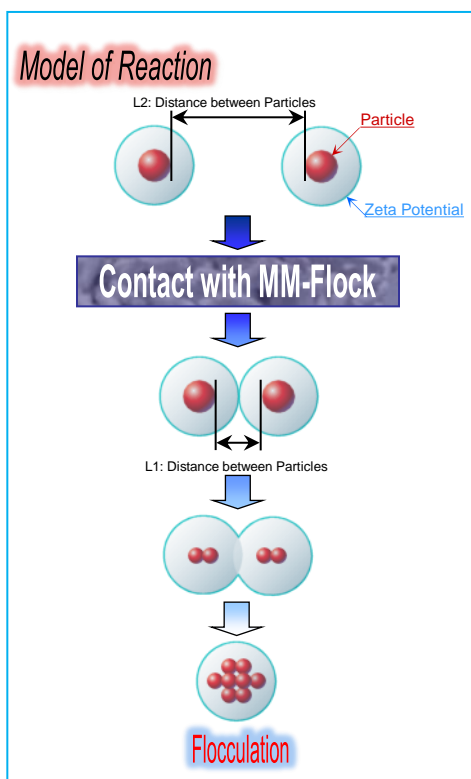 Model of Reaction
L2: Distance between Particles
Particle
Zeta Potential
Contact with MM-Flock
L1: Distance between Particles
Flocculation